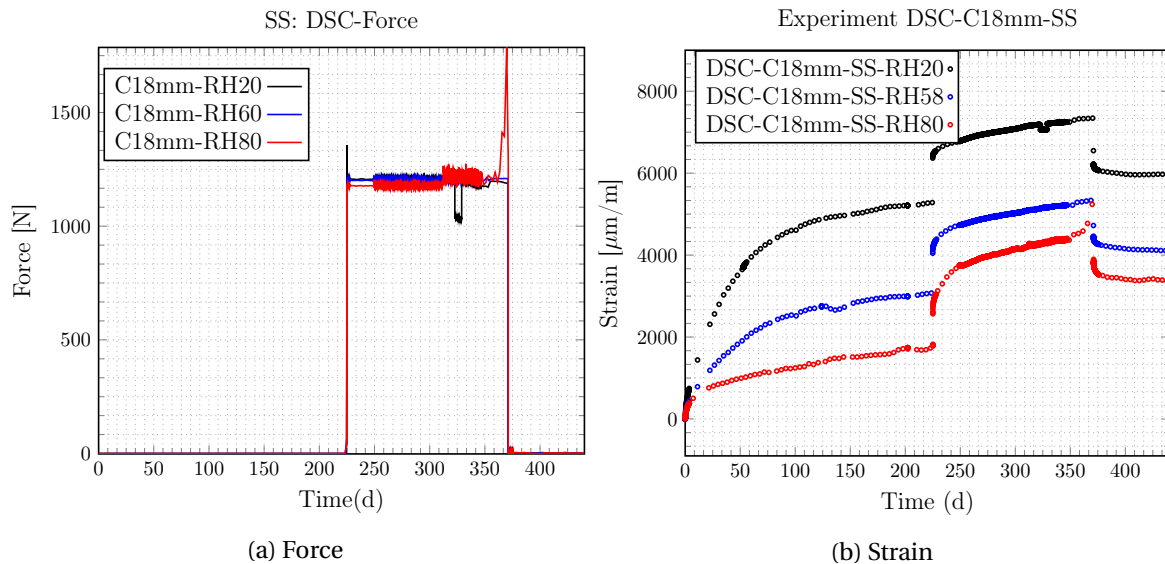 SS: DSC-Force
C18mm-RH20
C18mm-RH60
C18mm-RH80
Force [N]
1500
1000
500
0
0 50 100 150 200 250 300 350 400
Time(d)
(a) Force
Experiment DSC-C18mm-SS
DSC-C18mm-SS-RH20
DSC-C18mm-SS-RH58
DSC-C18mm-SS-RH80
Strain [μm/m]
8000
6000
4000
2000
0
0 50 100 150 200 250 300 350 400
Time (d)
(b) Strain